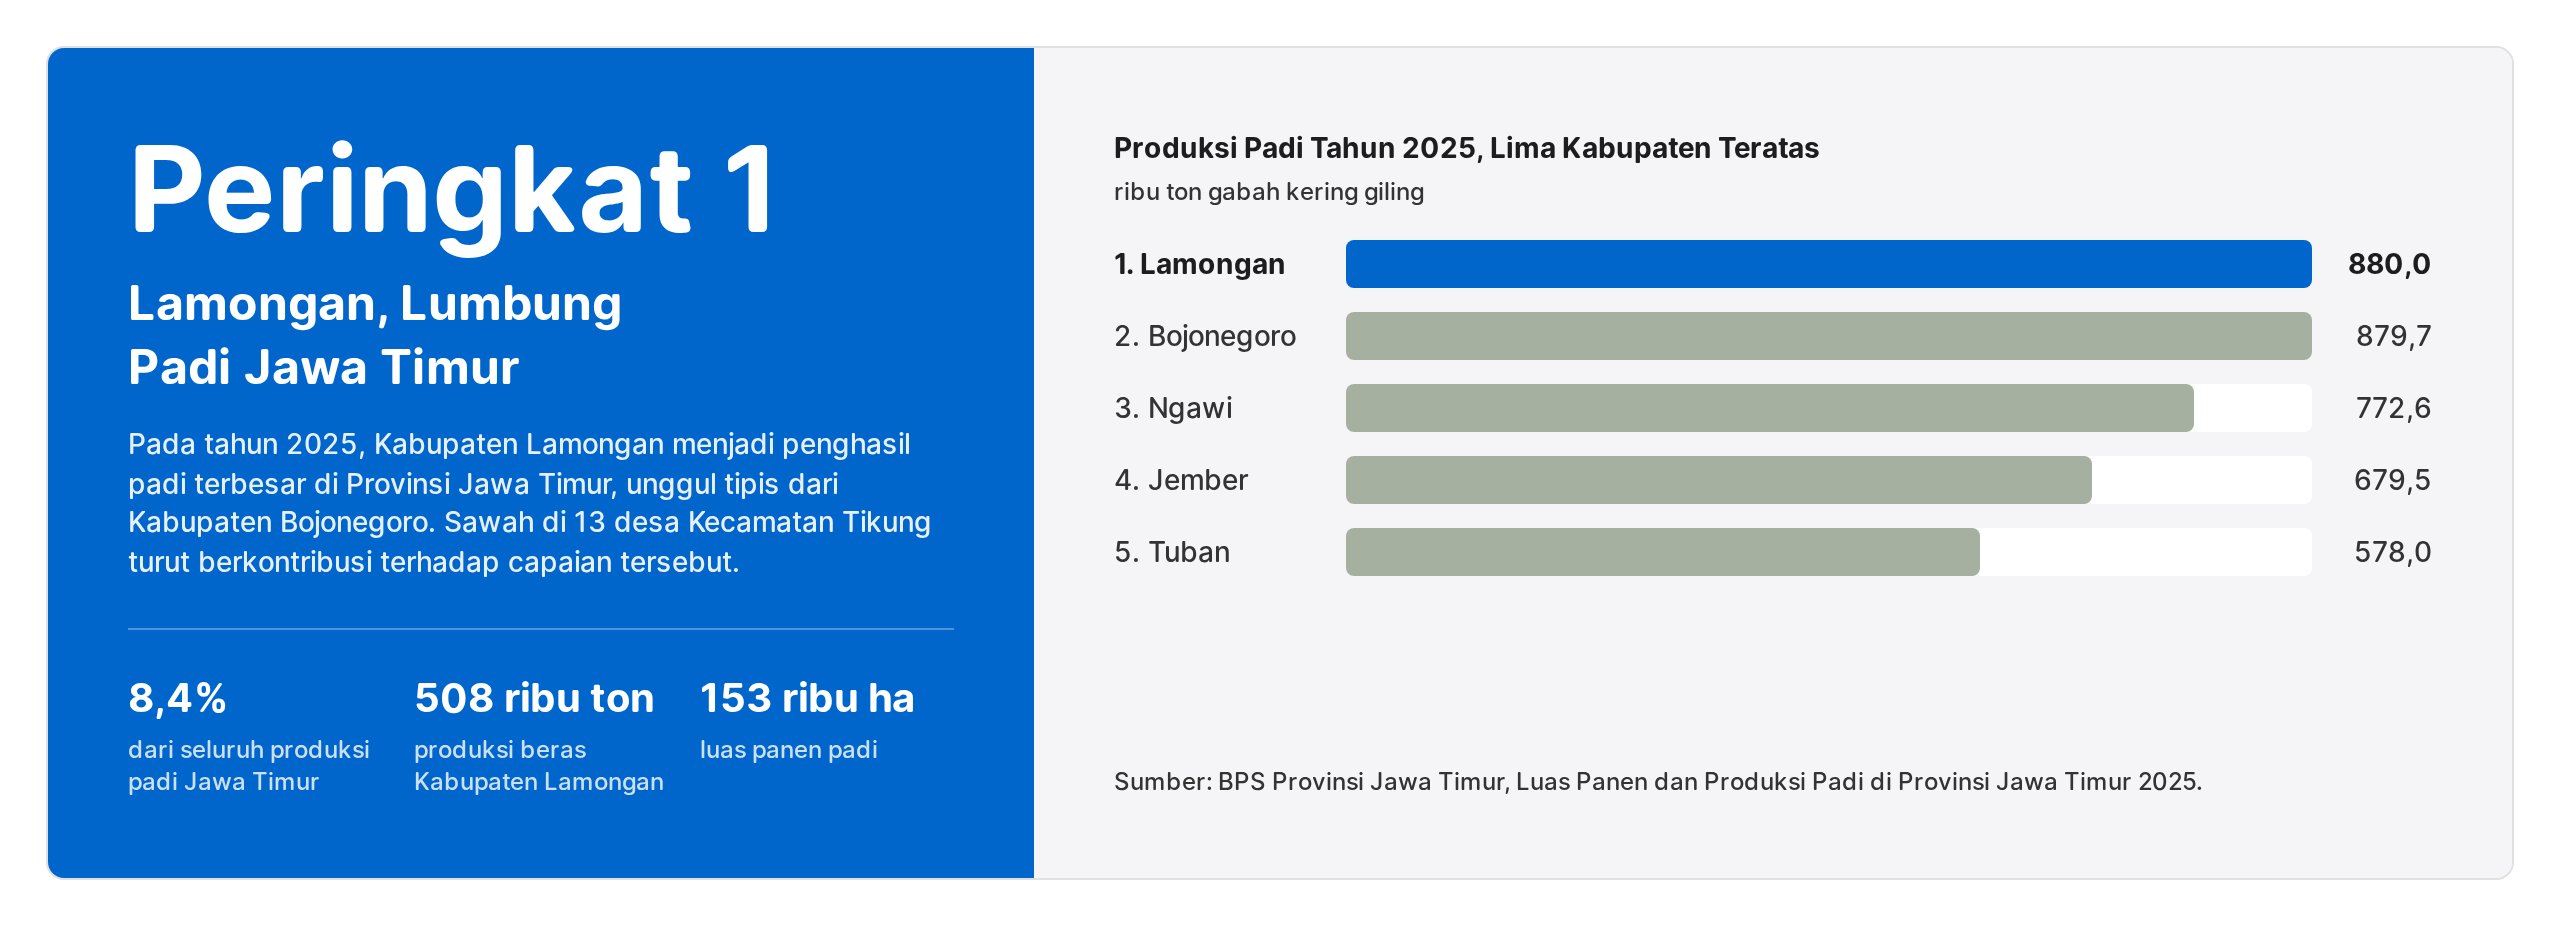 Peringkat 1
Lamongan, Lumbung
Padi Jawa Timur
Pada tahun 2025, Kabupaten Lamongan menjadi penghasil
padi terbesar di Provinsi Jawa Timur, unggul tipis dari
Kabupaten Bojonegoro. Sawah di 13 desa Kecamatan Tikung
turut berkontribusi terhadap capaian tersebut.
8,4%
dari seluruh produksi
padi Jawa Timur
508 ribu ton
produksi beras
Kabupaten Lamongan
153 ribu ha
luas panen padi
Produksi Padi Tahun 2025, Lima Kabupaten Teratas
ribu ton gabah kering giling
1. Lamongan 880,0
2. Bojonegoro 879,7
3. Ngawi 772,6
4. Jember 679,5
5. Tuban 578,0
Sumber: BPS Provinsi Jawa Timur, Luas Panen dan Produksi Padi di Provinsi Jawa Timur 2025.